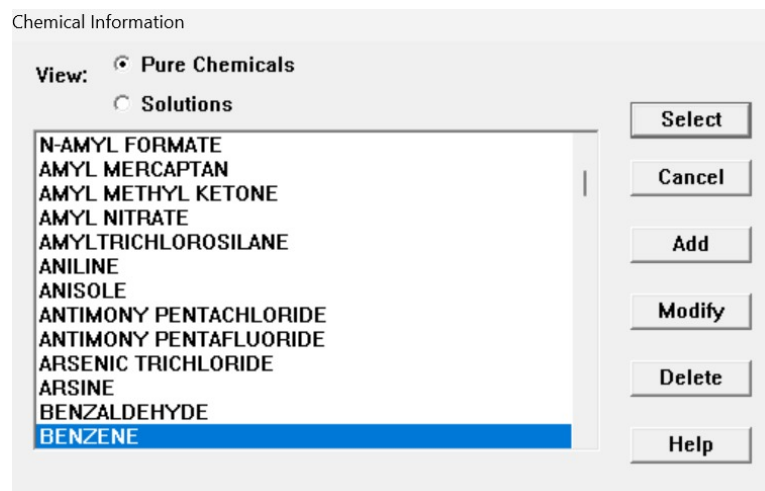 Chemical Information
View:
Pure Chemicals
Solutions
N-AMYL FORMATE
AMYL MERCAPTAN
AMYL METHYL KETONE
AMYL NITRATE
AMYLTRICHLOROSILANE
ANILINE
ANISOLE
ANTIMONY PENTACHLORIDE
ANTIMONY PENTAFLUORIDE
ARSENIC TRICHLORIDE
ARSINE
BENZALDEHYDE
BENZENE
Select
Cancel
Add
Modify
Delete
Help